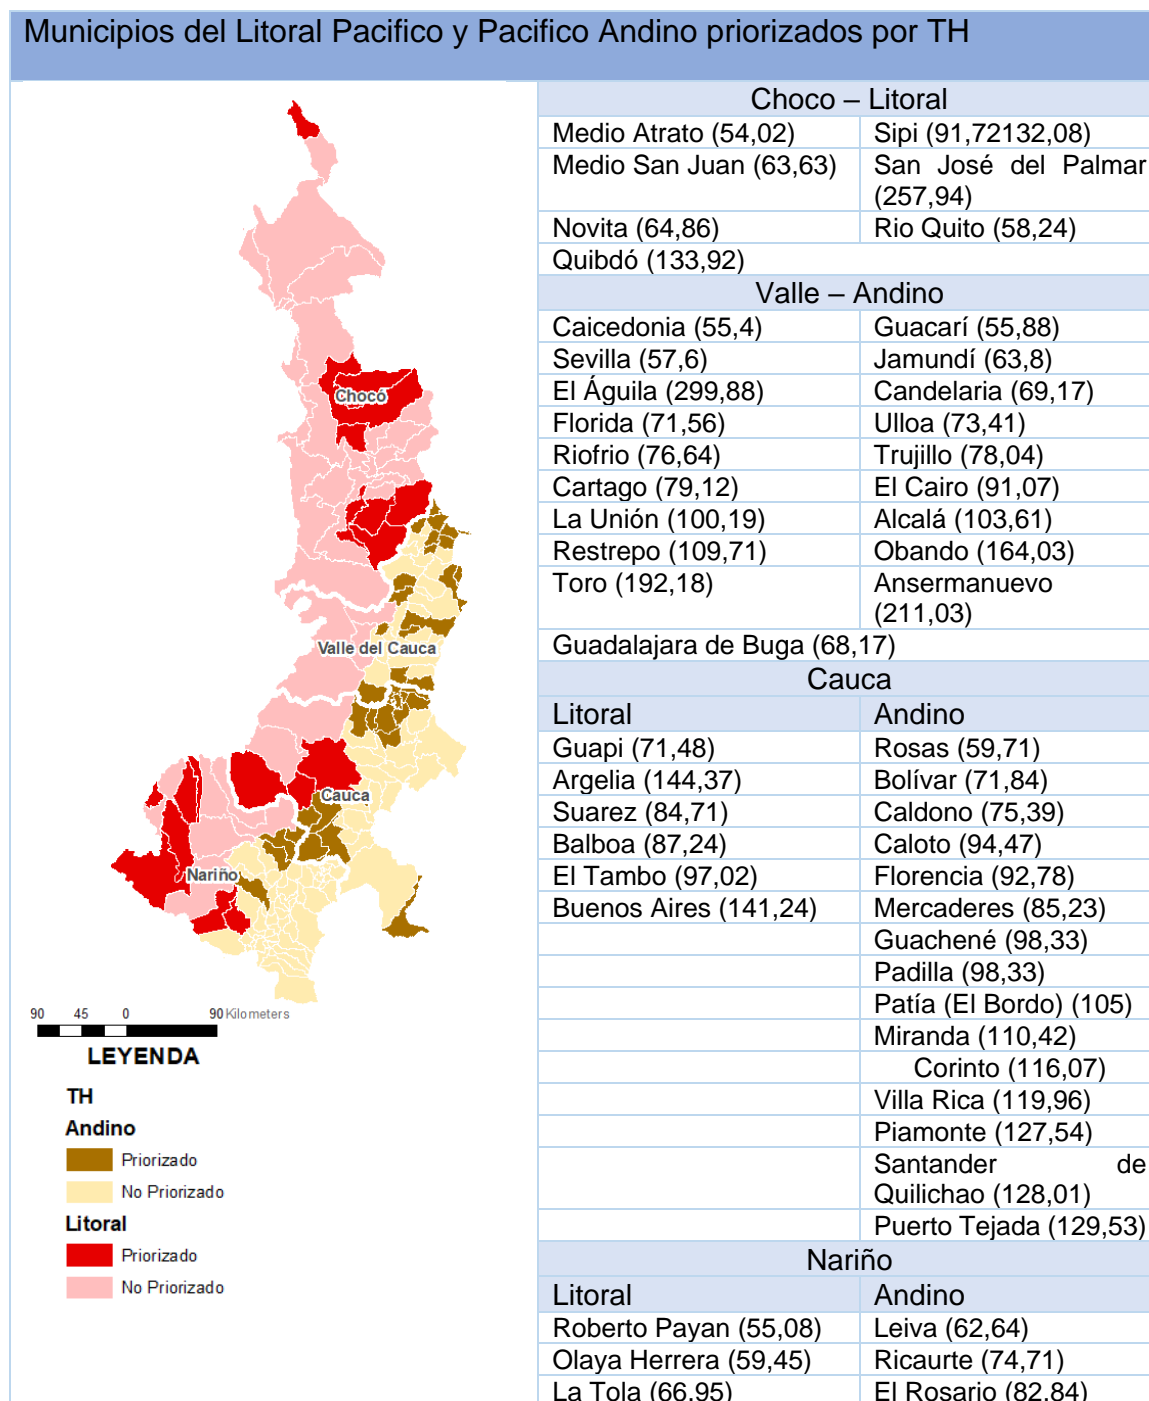 Municipios del Litoral Pacifico y Pacifico Andino priorizados por TH
Chocó
Valle del Cauca
Cauca
Nariño
90 45 0 90 Kilometers
LEYENDA
TH
Andino
Priorizado
No Priorizado
Litoral
Priorizado
No Priorizado
Choco – Litoral
Medio Atrato (54,02) Sipi (91,72132,08)
Medio San Juan (63,63) San José del Palmar
(257,94)
Novita (64,86) Rio Quito (58,24)
Quibdó (133,92)
Valle – Andino
Caicedonia (55,4) Guacarí (55,88)
Sevilla (57,6) Jamundí (63,8)
El Águila (299,88) Candelaria (69,17)
Florida (71,56) Ulloa (73,41)
Riofrio (76,64) Trujillo (78,04)
Cartago (79,12) El Cairo (91,07)
La Unión (100,19) Alcalá (103,61)
Restrepo (109,71) Obando (164,03)
Toro (192,18) Ansermanuevo
(211,03)
Guadalajara de Buga (68,17)
Cauca
Litoral Andino
Guapi (71,48) Rosas (59,71)
Argelia (144,37) Bolívar (71,84)
Suarez (84,71) Caldono (75,39)
Balboa (87,24) Caloto (94,47)
El Tambo (97,02) Florencia (92,78)
Buenos Aires (141,24) Mercaderes (85,23)
Guachené (98,33)
Padilla (98,33)
Patía (El Bordo) (105)
Miranda (110,42)
Corinto (116,07)
Villa Rica (119,96)
Piamonte (127,54)
Santander de
Quilichao (128,01)
Puerto Tejada (129,53)
Nariño
Litoral Andino
Roberto Payan (55,08) Leiva (62,64)
Olaya Herrera (59,45) Ricaurte (74,71)
La Tola (66,95) El Rosario (82,84)